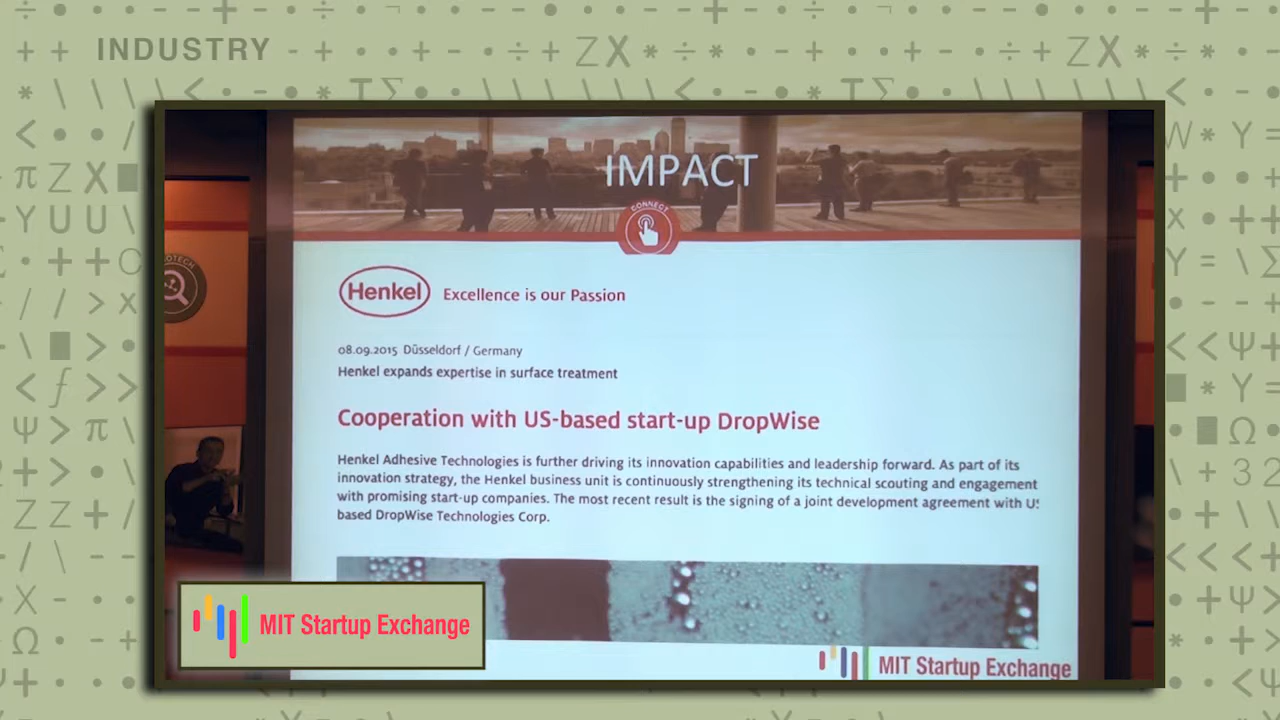 INDUSTRY
IMPACT
CONNECT
Henkel Excellence is our Passion
08.09.2015 Düsseldorf / Germany
Henkel expands expertise in surface treatment
Cooperation with US-based start-up DropWise
Henkel Adhesive Technologies is further driving its innovation capabilities and leadership forward. As part of its
innovation strategy, the Henkel business unit is continuously strengthening its technical scouting and engagement
with promising start-up companies. The most recent result is the signing of a joint development agreement with
based DropWise Technologies Corp.
MIT Startup Exchange
MIT Startup Exchange